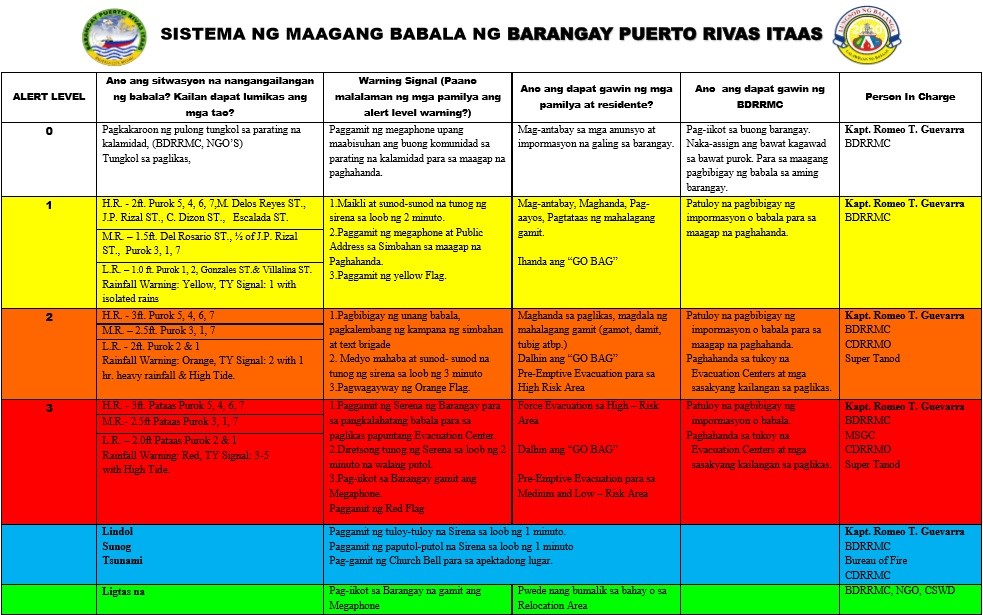 SISTEMA NG MAAGANG BABALA NG BARANGAY PUERTO RIVAS ITAAS
BARANGAY PUERTO RIVAS ITAAS
ALERT LEVEL
Ano ang sitwasyon na nangangailangan
ng babala? Kailan dapat lumikas ang
mga tao?
Warning Signal (Paano
malalaman ng mga pamilya ang
alert level warning?)
Ano ang dapat gawin ng mga
pamilya at residente?
Ano ang dapat gawin ng
BDRRMC
Person In Charge
0
Pagkakaroon ng pulong tungkol sa parating na
kalamidad, (BDRRMC, NGO'S)
Tungkol sa paglikas,
Paggamit ng megaphone upang
maabisuhan ang buong komunidad sa
parating na kalamidad para sa maagap na
paghahanda.
Mag-antabay sa mga anunsyo at
impormasyon na galing sa barangay.
Pag-iikot sa buong barangay.
Naka-assign ang bawat kagawad
sa bawat purok. Para sa maagang
pagbibigay ng babala sa aming
barangay.
Kapt. Romeo T. Guevarra
BDRRMC
1
H.R. - 2ft. Purok 5, 4, 6, 7,M. Delos Reyes ST.,
J.P. Rizal ST., C. Dizon ST., Escalada ST.
M.R. – 1.5ft. Del Rosario ST., ½ of J.P. Rizal
ST., Purok 3, 1, 7
L.R. – 1.0 ft. Purok 1, 2, Gonzales ST.& Villalina ST.
Rainfall Warning: Yellow, TY Signal: 1 with
isolated rains
1.Maikli at sunod-sunod na tunog ng
sirena sa loob ng 2 minuto.
2.Paggamit ng megaphone at Public
Address sa Simbahan sa maagap na
Paghahanda.
3.Paggamit ng yellow Flag.
Mag-antabay, Maghanda, Pag-
aayos, Pagtataas ng mahalagang
gamit.
Ihanda ang “GO BAG”
Patuloy na pagbibigay ng
impormasyon o babala para sa
maagap na paghahanda.
Kapt. Romeo T. Guevarra
BDRRMC
2
H.R. - 3ft. Purok 5, 4, 6, 7
M.R. – 2.5ft. Purok 3, 1, 7
L.R. - 2ft. Purok 2 & 1
Rainfall Warning: Orange, TY Signal: 2 with 1
hr. heavy rainfall & High Tide.
1.Pagbibigay ng unang babala,
pagkalembang ng kampana ng simbahan
at text brigade
2. Medyo mahaba at sunod- sunod na
tunog ng sirena sa loob ng 3 minuto
3.Pagwagayway ng Orange Flag.
Maghanda sa paglikas, magdala ng
mahalagang gamit (gamot, damit,
tubig atbp.)
Dalhin ang “GO BAG”
Pre-Emptive Evacuation para sa
High Risk Area
Patuloy na pagbibigay ng
impormasyon o babala para sa
maagap na paghahanda.
Paghahanda sa tukoy na
Evacuation Centers at mga
sasakyang kailangan sa paglikas.
Kapt. Romeo T. Guevarra
BDRRMC
CDRRMO
Super Tanod
3
H.R. - 3ft. Pataas Purok 5, 4, 6, 7
M.R.- 2.5ft Pataas Purok 3, 1, 7
L.R. – 2.0ft Pataas Purok 2 & 1
Rainfall Warning: Red, TY Signal: 3-5
with High Tide.
1.Paggamit ng Serena ng Barangay para
sa pangkalahatang babala para sa
paglikas papuntang Evacuation Center.
2.Diretsong tunog ng Serena sa loob ng 2
minuto na walang putol.
3.Pag-iikot sa Barangay gamit ang
Megaphone.
Paggamit ng Red Flag
Force Evacuation sa High – Risk
Area
Dalhin ang “GO BAG”
Pre-Emptive Evacuation para sa
Medium and Low – Risk Area
Patuloy na pagbibigay ng
impormasyon o babala.
Paghahanda sa tukoy na
Evacuation Centers at mga
sasakyang kailangan sa paglikas.
Kapt. Romeo T. Guevarra
BDRRMC
MSGC
CDRRMO
Super Tanod
Lindol
Sunog
Tsunami
Paggamit ng tuloy-tuloy na Sirena sa loob ng 1 minuto.
Paggamit ng paputol-putol na Sirena sa loob ng 1 minuto
Pag-gamit ng Church Bell para sa apektadong lugar.
Kapt. Romeo T. Guevarra
BDRRMC
Bureau of Fire
CDRRMC
Ligtas na
Pag-iikot sa Barangay na gamit ang
Megaphone
Pwede nang bumalik sa bahay o sa
Relocation Area
BDRRMC, NGO, CSWD